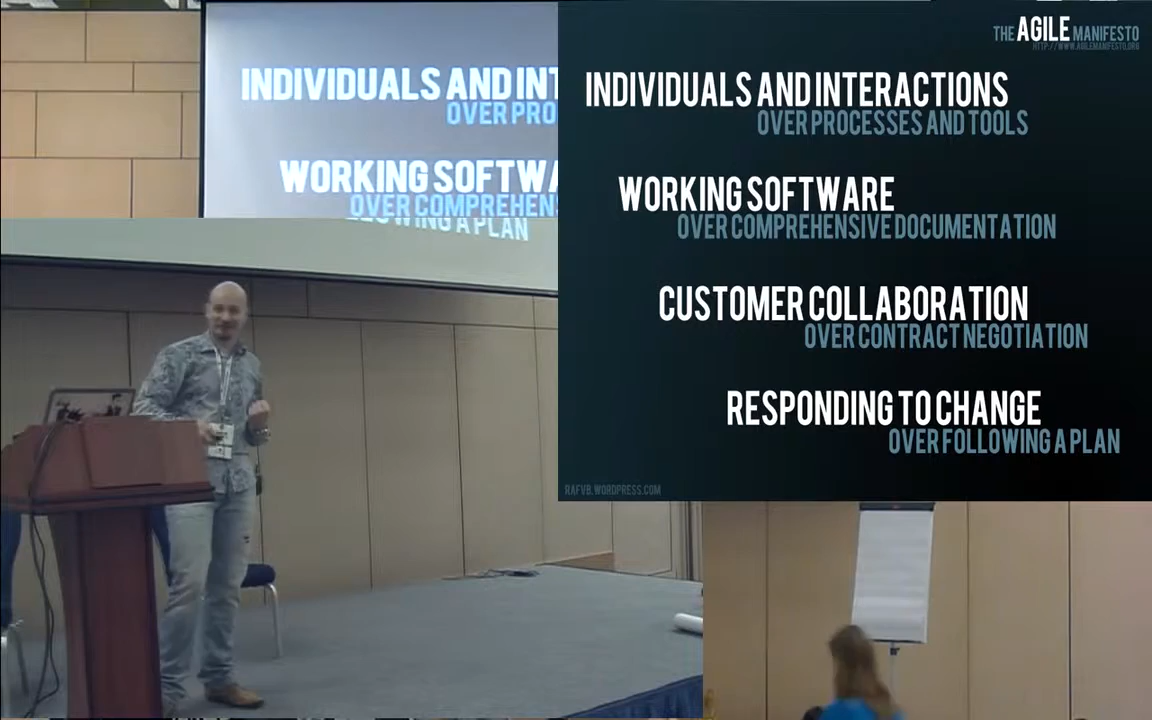 INDIVIDUALS AND INT
OVER PRO
WORKING SOFTWA
OVER COMPREHENS
LLOWING A PLAN
THE AGILE MANIFESTO
HTTP://WWW.AGILEMANIFESTO.ORG
INDIVIDUALS AND INTERACTIONS
OVER PROCESSES AND TOOLS
WORKING SOFTWARE
OVER COMPREHENSIVE DOCUMENTATION
CUSTOMER COLLABORATION
OVER CONTRACT NEGOTIATION
RESPONDING TO CHANGE
OVER FOLLOWING A PLAN
RAFVB.WORDPRESS.COM